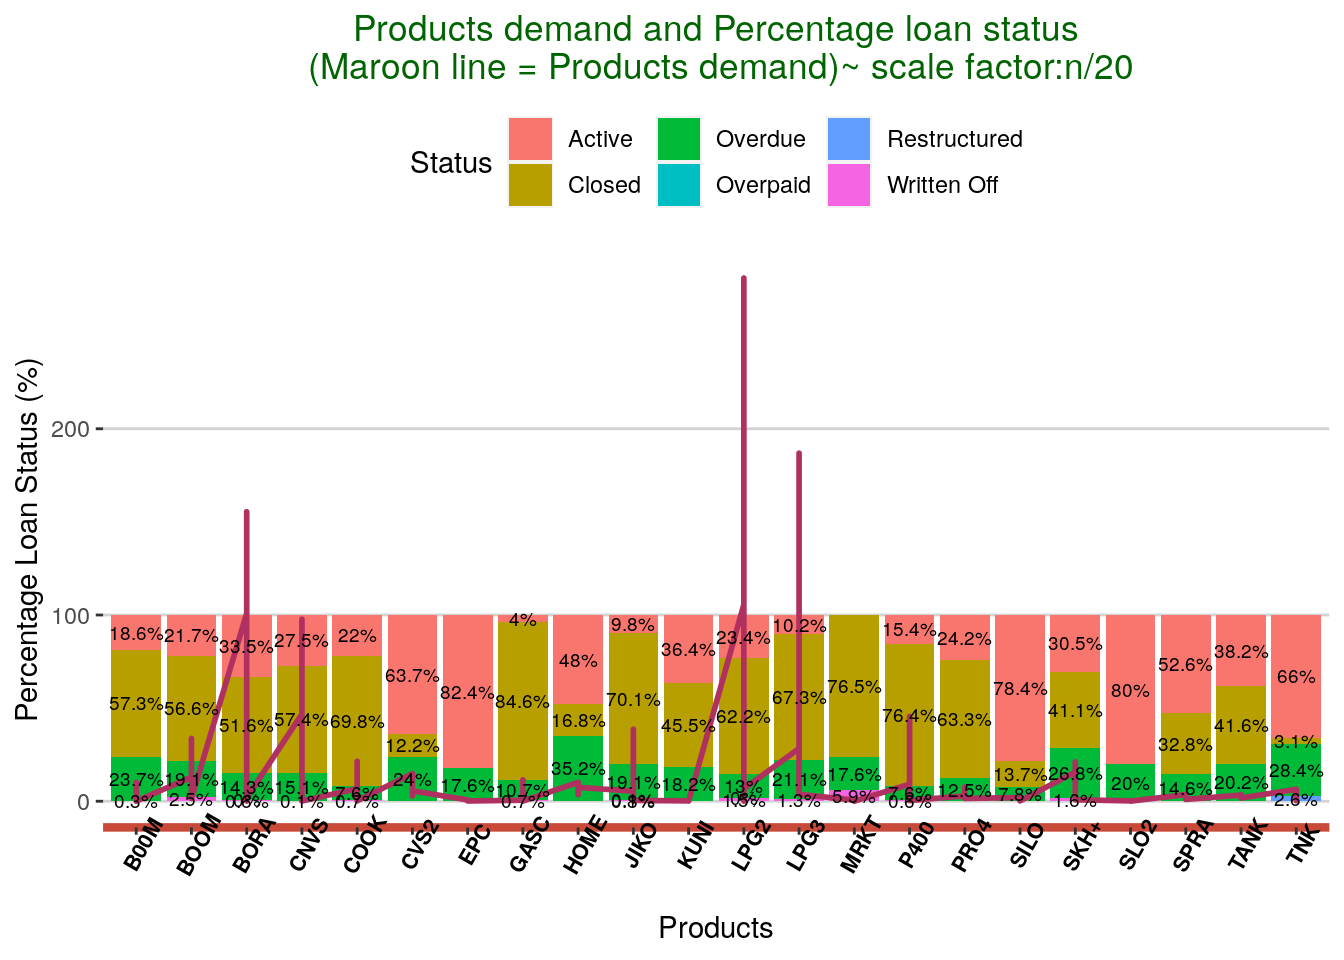 Products demand and Percentage loan status
(Maroon line = Products demand)~ scale factor:n/20
Status
Active
Overdue
Restructured
Closed
Overpaid
Written Off
Percentage Loan Status (%)
200
100
0
18.6%
57.3%
23.7%
0.3%
21.7%
56.6%
19.1%
2.5%
33.5%
51.6%
14.3%
27.5%
57.4%
15.1%
0.1%
22%
69.8%
7.6%
0.7%
63.7%
12.2%
24%
82.4%
17.6%
4%
84.6%
10.7%
0.7%
48%
16.8%
35.2%
9.8%
70.1%
19.1%
36.4%
45.5%
18.2%
23.4%
62.2%
13%
10.2%
67.3%
21.1%
1.3%
76.5%
17.6%
5.9%
15.4%
76.4%
7.6%
24.2%
63.3%
12.5%
78.4%
13.7%
7.8%
30.5%
41.1%
26.8%
1.6%
80%
20%
52.6%
32.8%
14.6%
38.2%
41.6%
20.2%
66%
3.1%
28.4%
2.6%
B00M
BOOM
BORA
CNVS
COOK
CVS2
EPC
GASC
HOME
JIKO
KUNI
LPG2
LPG3
MRKT
P400
PRO4
SILO
SKH+
SLO2
SPRA
TANK
TNK
Products